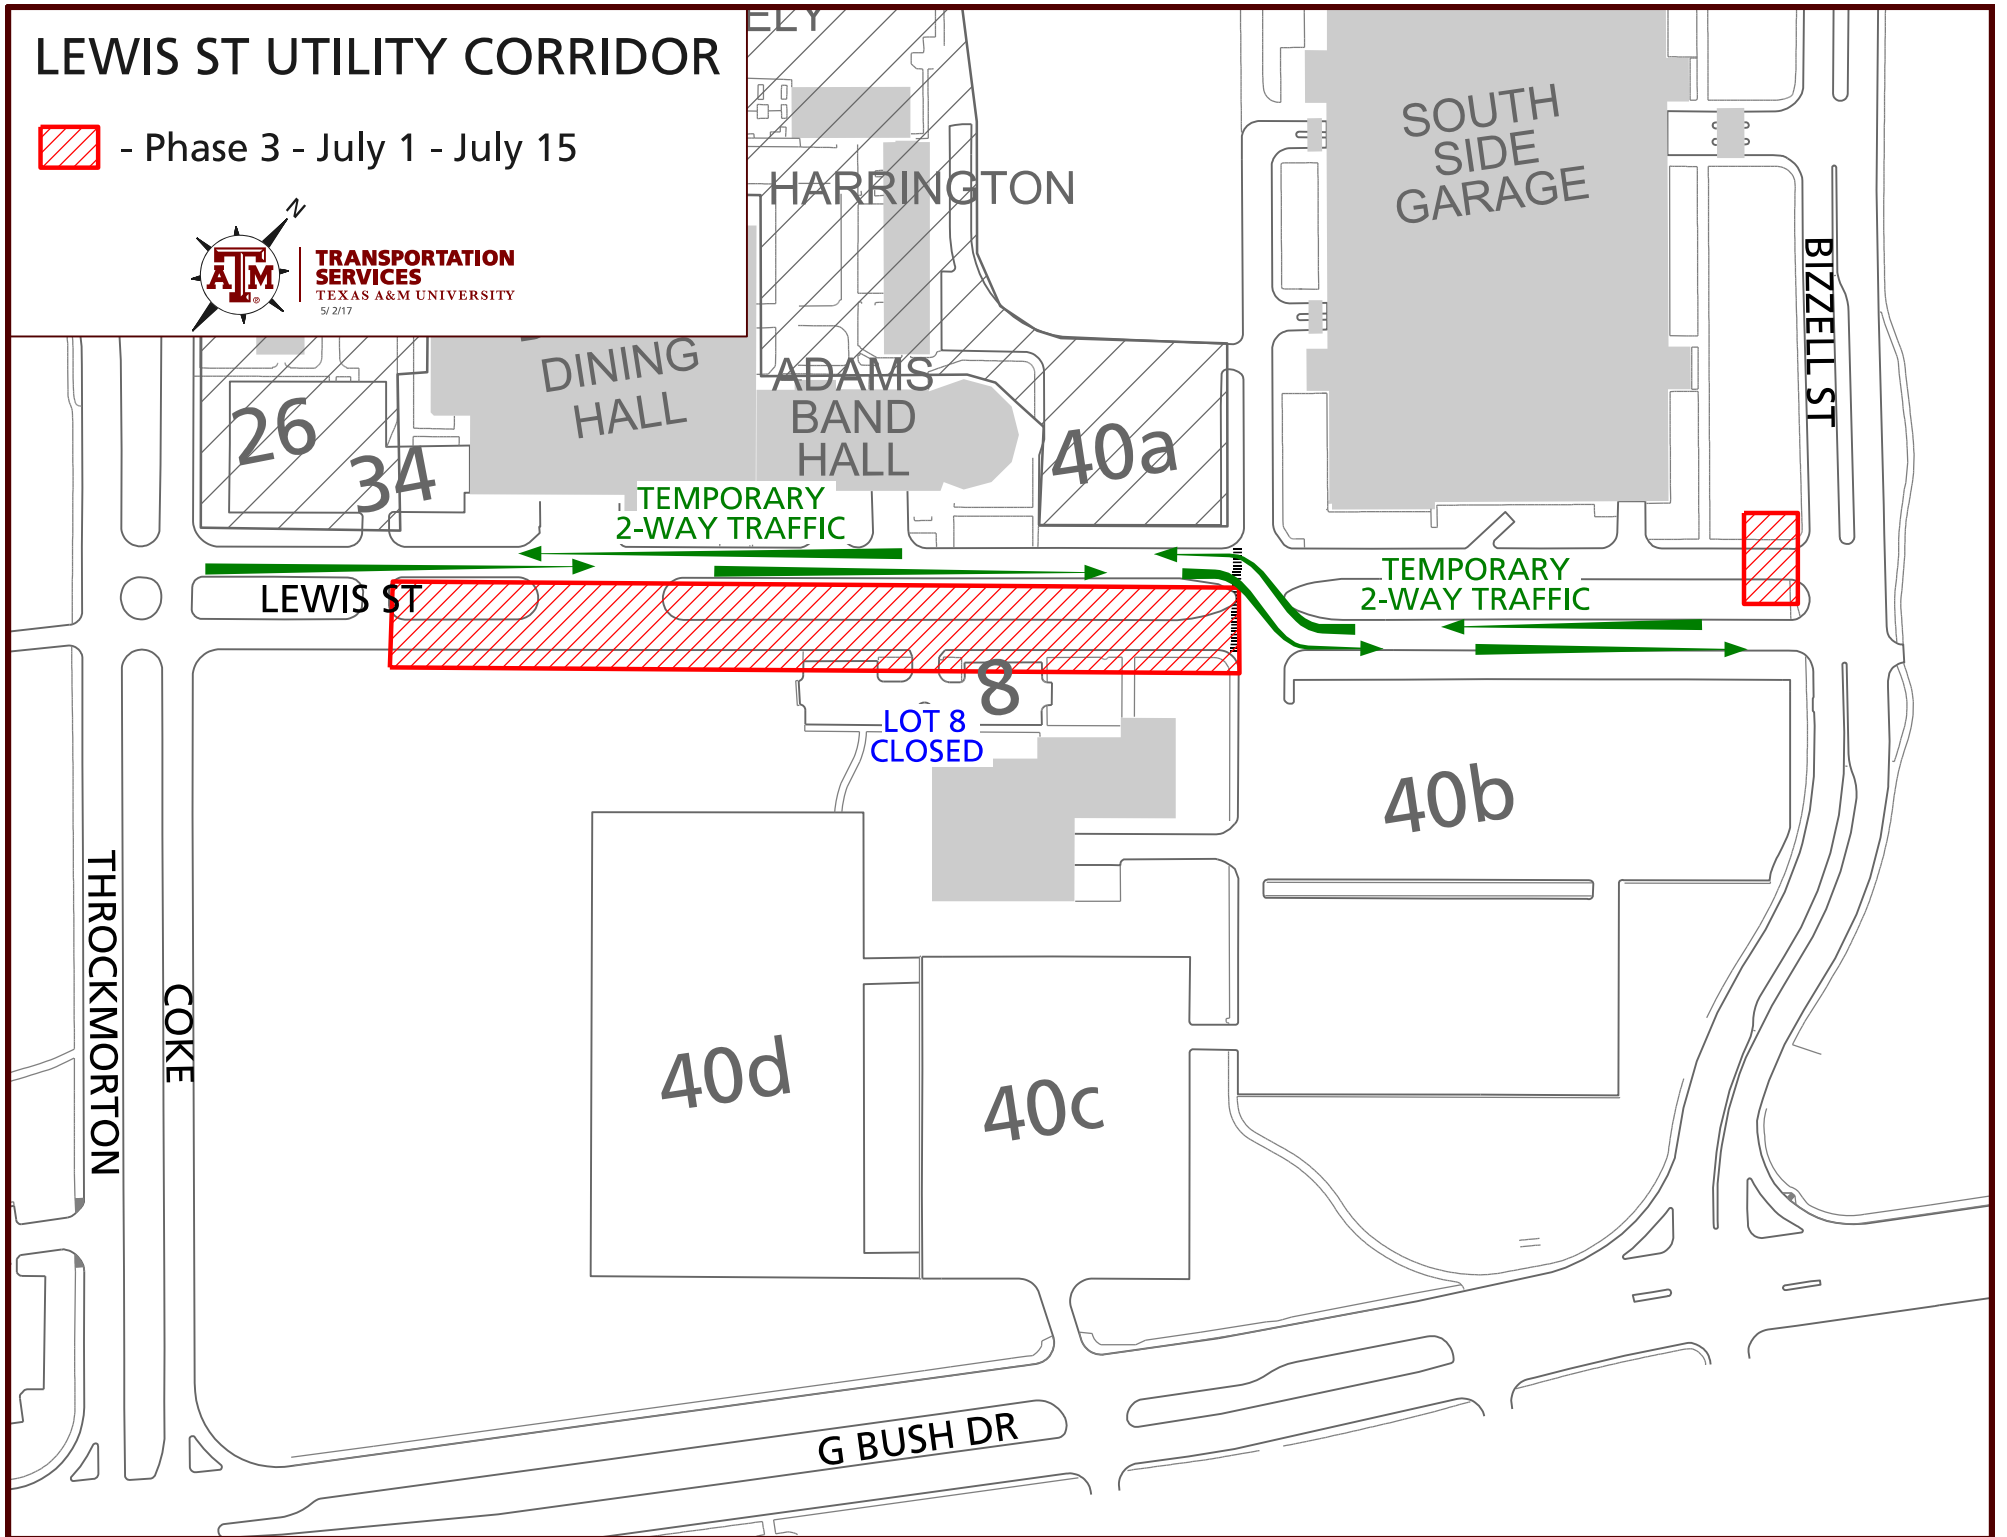 LEWIS ST UTILITY CORRIDOR
- Phase 3 - July 1 - July 15
N
ATM
®
TRANSPORTATION
SERVICES
TEXAS A&M UNIVERSITY
5/ 2/17
ELY
HARRINGTON
SOUTH
SIDE
GARAGE
BIZZELL ST
DINING
HALL
ADAMS
BAND
HALL
26
34
40a
TEMPORARY
2-WAY TRAFFIC
TEMPORARY
2-WAY TRAFFIC
LEWIS ST
8
LOT 8
CLOSED
40b
THROCKMORTON
COKE
40d
40c
G BUSH DR